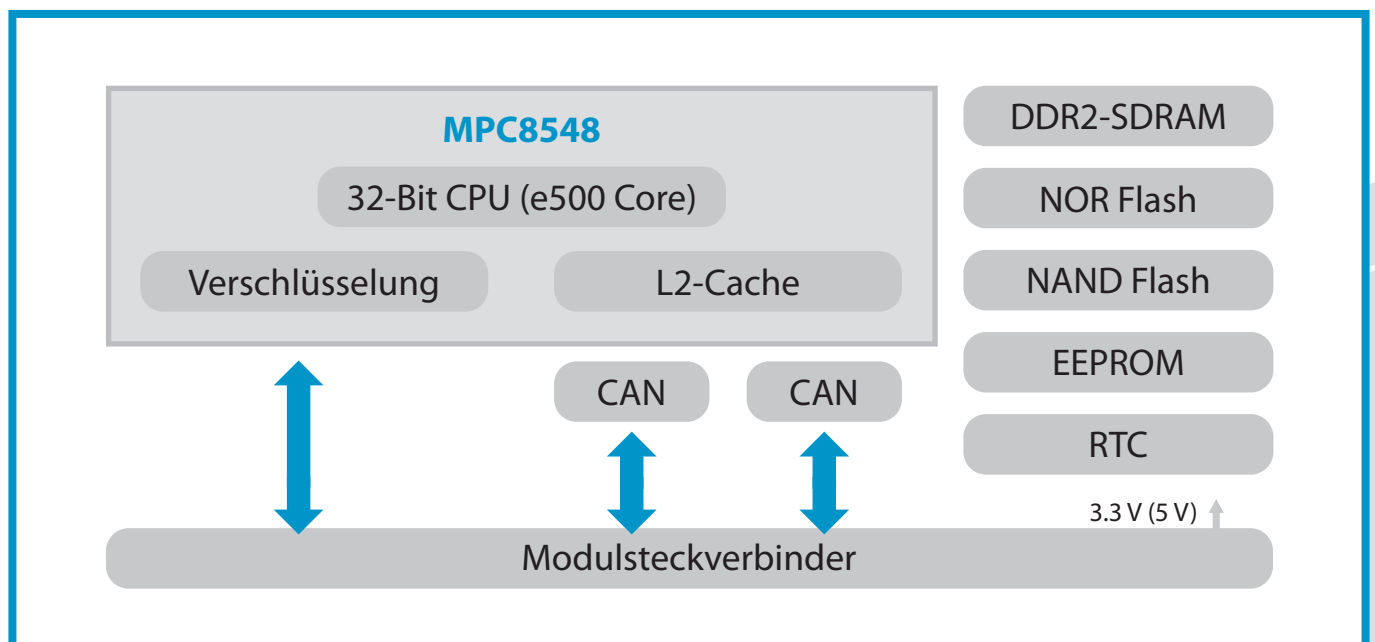 MPC8548
32-Bit CPU (e500 Core)
Verschlüsselung
L2-Cache
CAN
CAN
DDR2-SDRAM
NOR Flash
NAND Flash
EEPROM
RTC
3.3 V (5 V)
Modulsteckverbinder